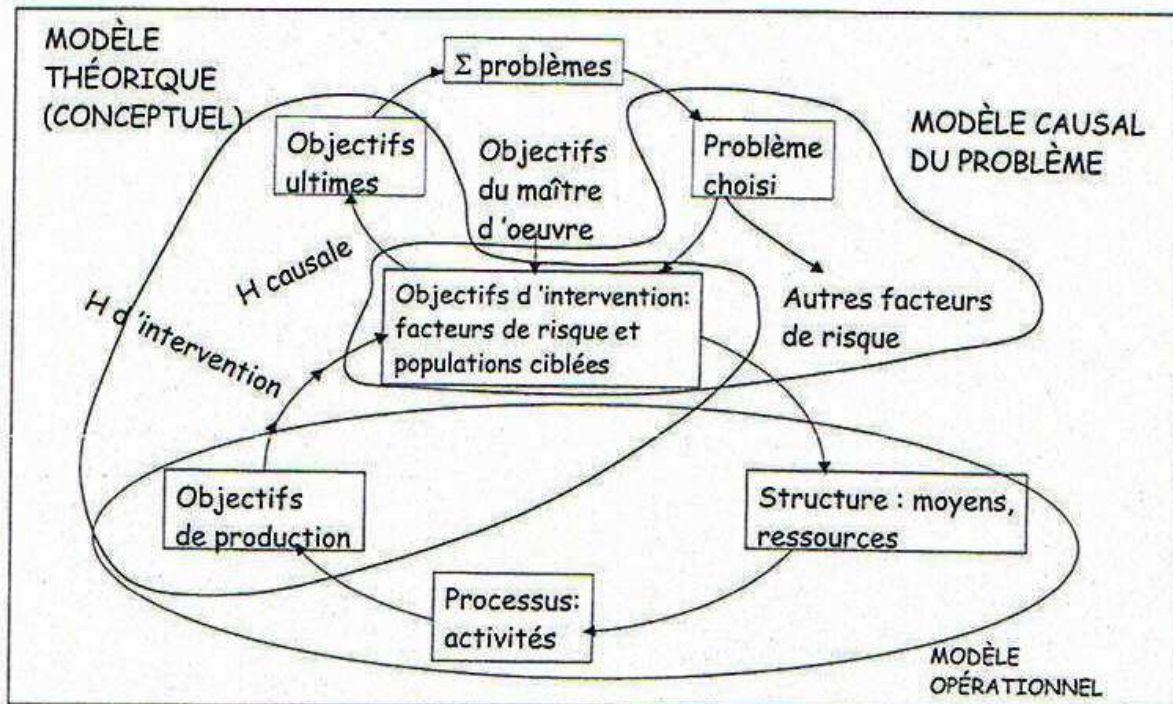 MODÈLE
THÉORIQUE
(CONCEPTUEL)
Σ problèmes
Objectifs
ultimes
Objectifs
du maître
d 'oeuvre
Problème
choisi
MODÈLE CAUSAL
DU PROBLÈME
H causale
H d 'intervention
Objectifs d 'intervention:
facteurs de risque et
populations ciblées
Autres facteurs
de risque
Objectifs
de production
Structure : moyens,
ressources
Processus:
activités
MODÈLE
OPÉRATIONNEL